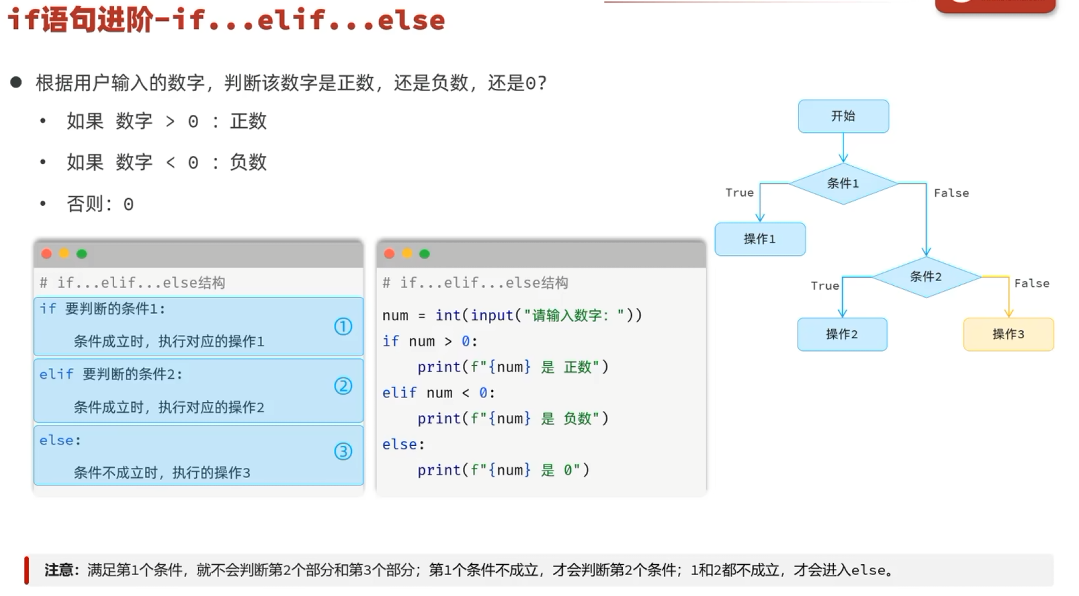 if语句进阶-if...elif...else
● 根据用户输入的数字，判断该数字是正数，还是负数，还是0？
• 如果 数字 > 0 : 正数
• 如果 数字 < 0 : 负数
• 否则: 0
# if...elif...else结构
if 要判断的条件1:
    条件成立时，执行对应的操作1
①
elif 要判断的条件2:
    条件成立时，执行对应的操作2
②
else:
    条件不成立时，执行的操作3
③
# if...elif...else结构
num = int(input("请输入数字："))
if num > 0:
    print(f"{num} 是 正数")
elif num < 0:
    print(f"{num} 是 负数")
else:
    print(f"{num} 是 0")
开始
条件1
True
False
操作1
条件2
True
False
操作2
操作3
注意：满足第1个条件，就不会判断第2个部分和第3个部分；第1个条件不成立，才会判断第2个条件；1和2都不成立，才会进入else。